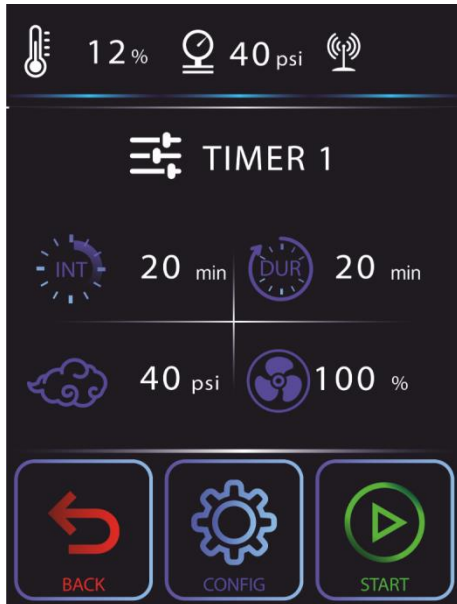 12 % 40 psi
TIMER 1
INT 20 min DUR 20 min
40 psi 100 %
BACK CONFIG START